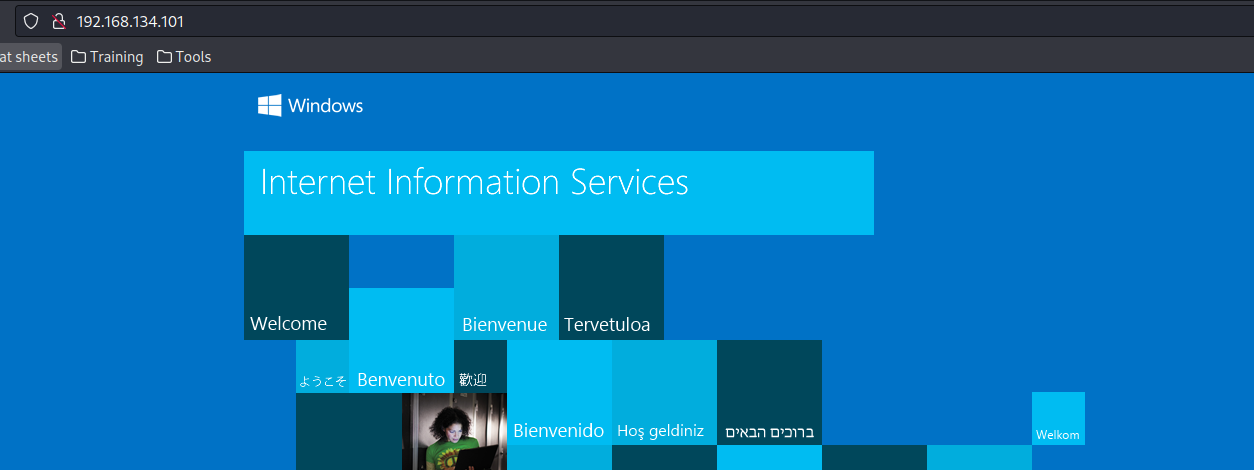 192.168.134.101
at sheets Training Tools
Windows
Internet Information Services
Welcome
Bienvenue
Tervetuloa
ようこそ
Benvenuto
歡迎
Bienvenido
Hoş geldiniz
ברוכים הבאים
Welkom